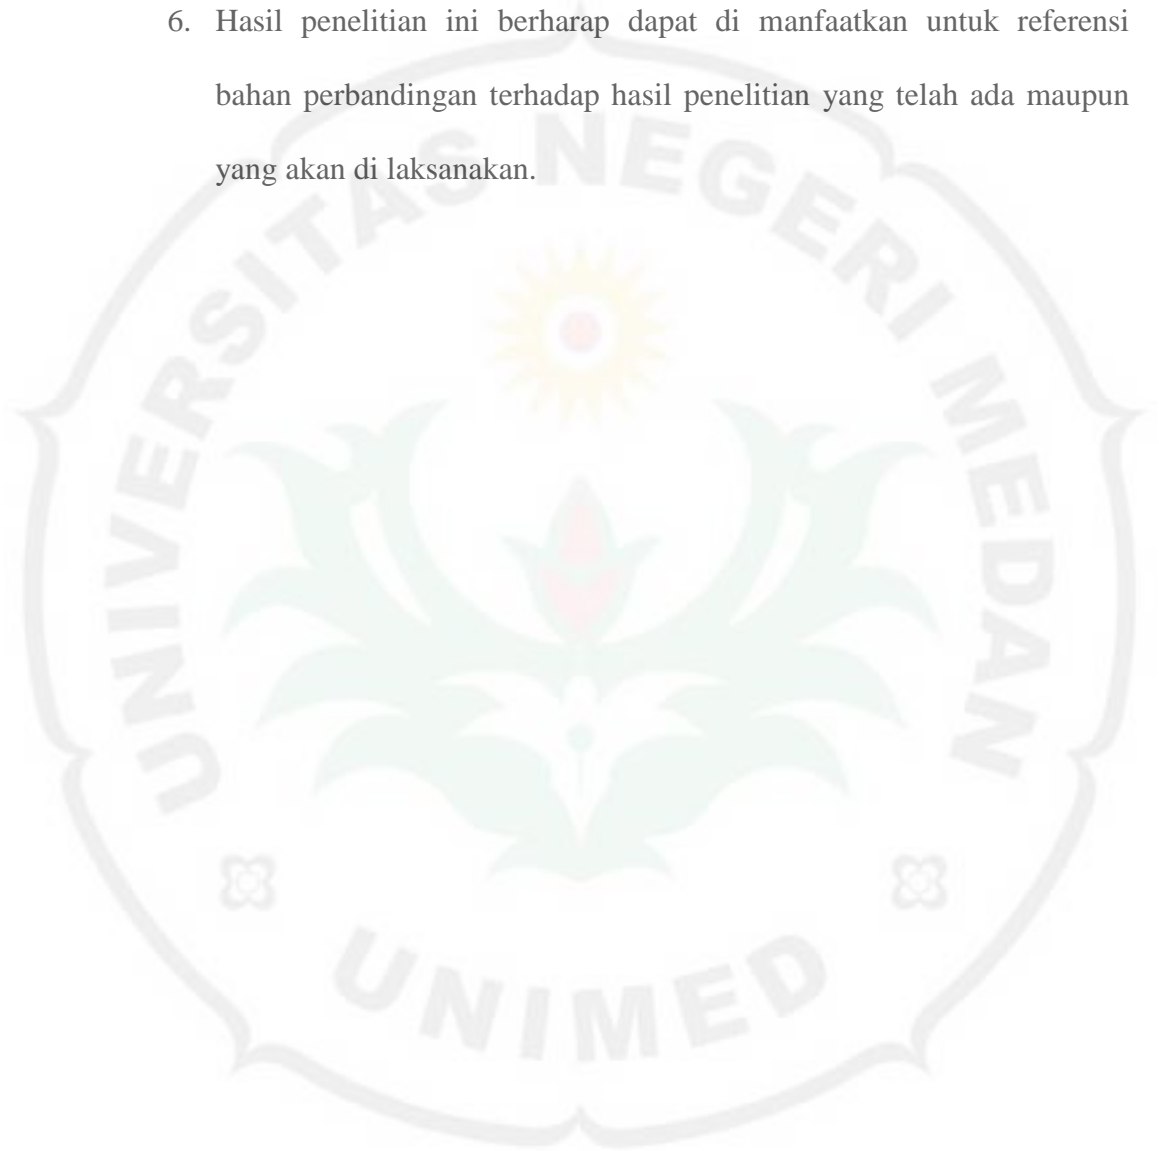 6. Hasil penelitian ini berharap dapat di manfaatkan untuk referensi
bahan perbandingan terhadap hasil penelitian yang telah ada maupun
yang akan di laksanakan.
UNIVERSITAS NEGERI MEDAN
UNIMED